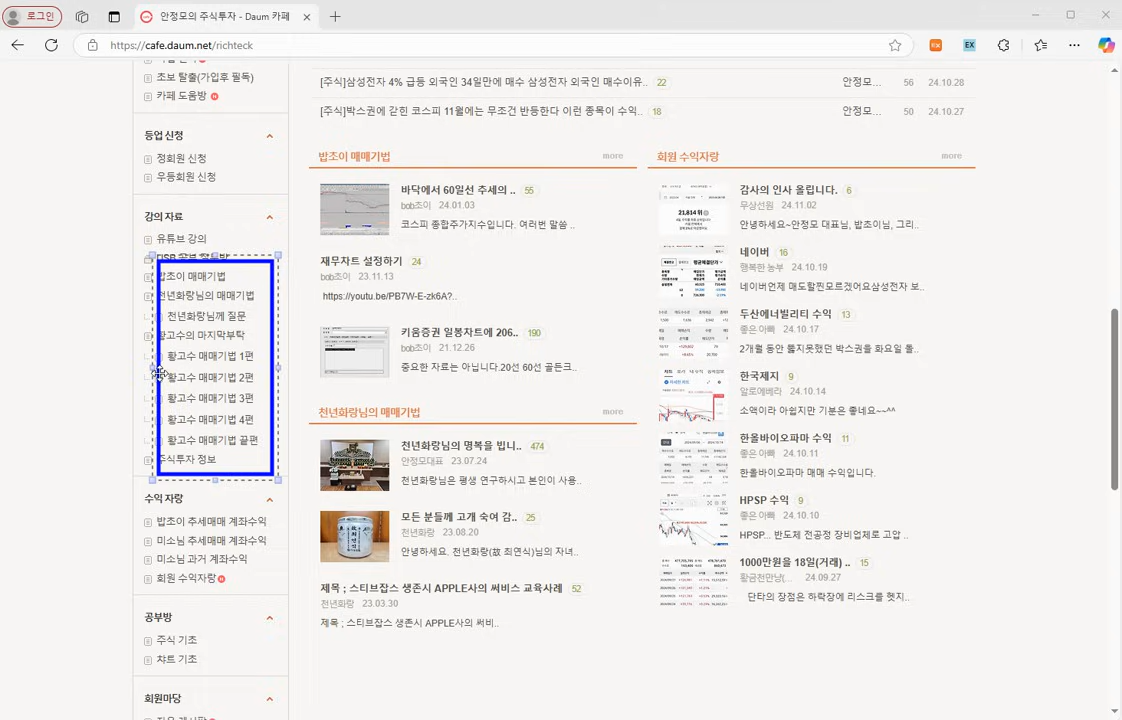 로그인
안정모의 주식투자 - Daum 카페
https://cafe.daum.net/richteck
초보 탈출(가입후 필독)
카페 도움방
등업 신청
정회원 신청
우등회원 신청
강의 자료
유튜브 강의
밥초이 매매기법
천년화랑님의 매매기법
천년화랑님께 질문
황고수의 마지막부탁
황고수 매매기법 1편
황고수 매매기법 2편
황고수 매매기법 3편
황고수 매매기법 4편
황고수 매매기법 끝편
주식투자 정보
수익 자랑
밥초이 추세매매 계좌수익
미소님 추세매매 계좌수익
미소님 과거 계좌수익
회원 수익자랑
공부방
주식 기초
차트 기초
회원마당
[주식]삼성전자 4% 급등 외국인 34일만에 매수 삼성전자 외국인 매수이유.. 22 안정모... 56 24.10.28
[주식]박스권에 갇힌 코스피 11월에는 무조건 반등한다 이런 종목이 수익.. 18 안정모... 50 24.10.27
밥초이 매매기법 more
바닥에서 60일선 추세의 .. 55
bob초이 24.01.03
코스피 종합주가지수입니다. 여러번 말씀 ..
재무차트 설정하기 24
bob초이 23.11.13
https://youtu.be/PB7W-E-zk6A?..
키움증권 일봉차트에 206.. 190
bob초이 21.12.26
중요한 자료는 아닙니다.20선 60선 골든크..
천년화랑님의 매매기법 more
천년화랑님의 명복을 빕니.. 474
안정모대표 23.07.24
천년화랑님은 평생 연구하시고 본인이 사용..
모든 분들께 고개 숙여 감.. 25
천년화랑 23.08.20
안녕하세요. 천년화랑(故 최연식)님의 자녀..
제목 ; 스티브잡스 생존시 APPLE사의 써비스 교육사례 52
천년화랑 23.03.30
제목 ; 스티브잡스 생존시 APPLE사의 써비..
회원 수익자랑 more
21,814 위
감사의 인사 올립니다. 6
무상선원 24.11.02
안녕하세요~안정모 대표님, 밥초이님, 그리..
네이버 16
행복한 농부 24.10.19
네이버언제 매도할찐모르겠어요삼성전자 보..
두산에너빌리티 수익 13
좋은 아빠 24.10.17
2개월 동안 뚫지못했던 박스권을 화요일 돌..
한국제지 9
알로에베라 24.10.14
소액이라 아쉽지만 기분은 좋네요~~^^
한올바이오파마 수익 11
좋은 아빠 24.10.11
한올바이오파마 매매 수익입니다.
HPSP 수익 9
좋은 아빠 24.10.10
HPSP... 반도체 전공정 장비업체로 고압 ..
1000만원을 18일(거래) .. 15
황금전만냥(... 24.09.27
단타의 장점은 하락장에 리스크를 헷지..